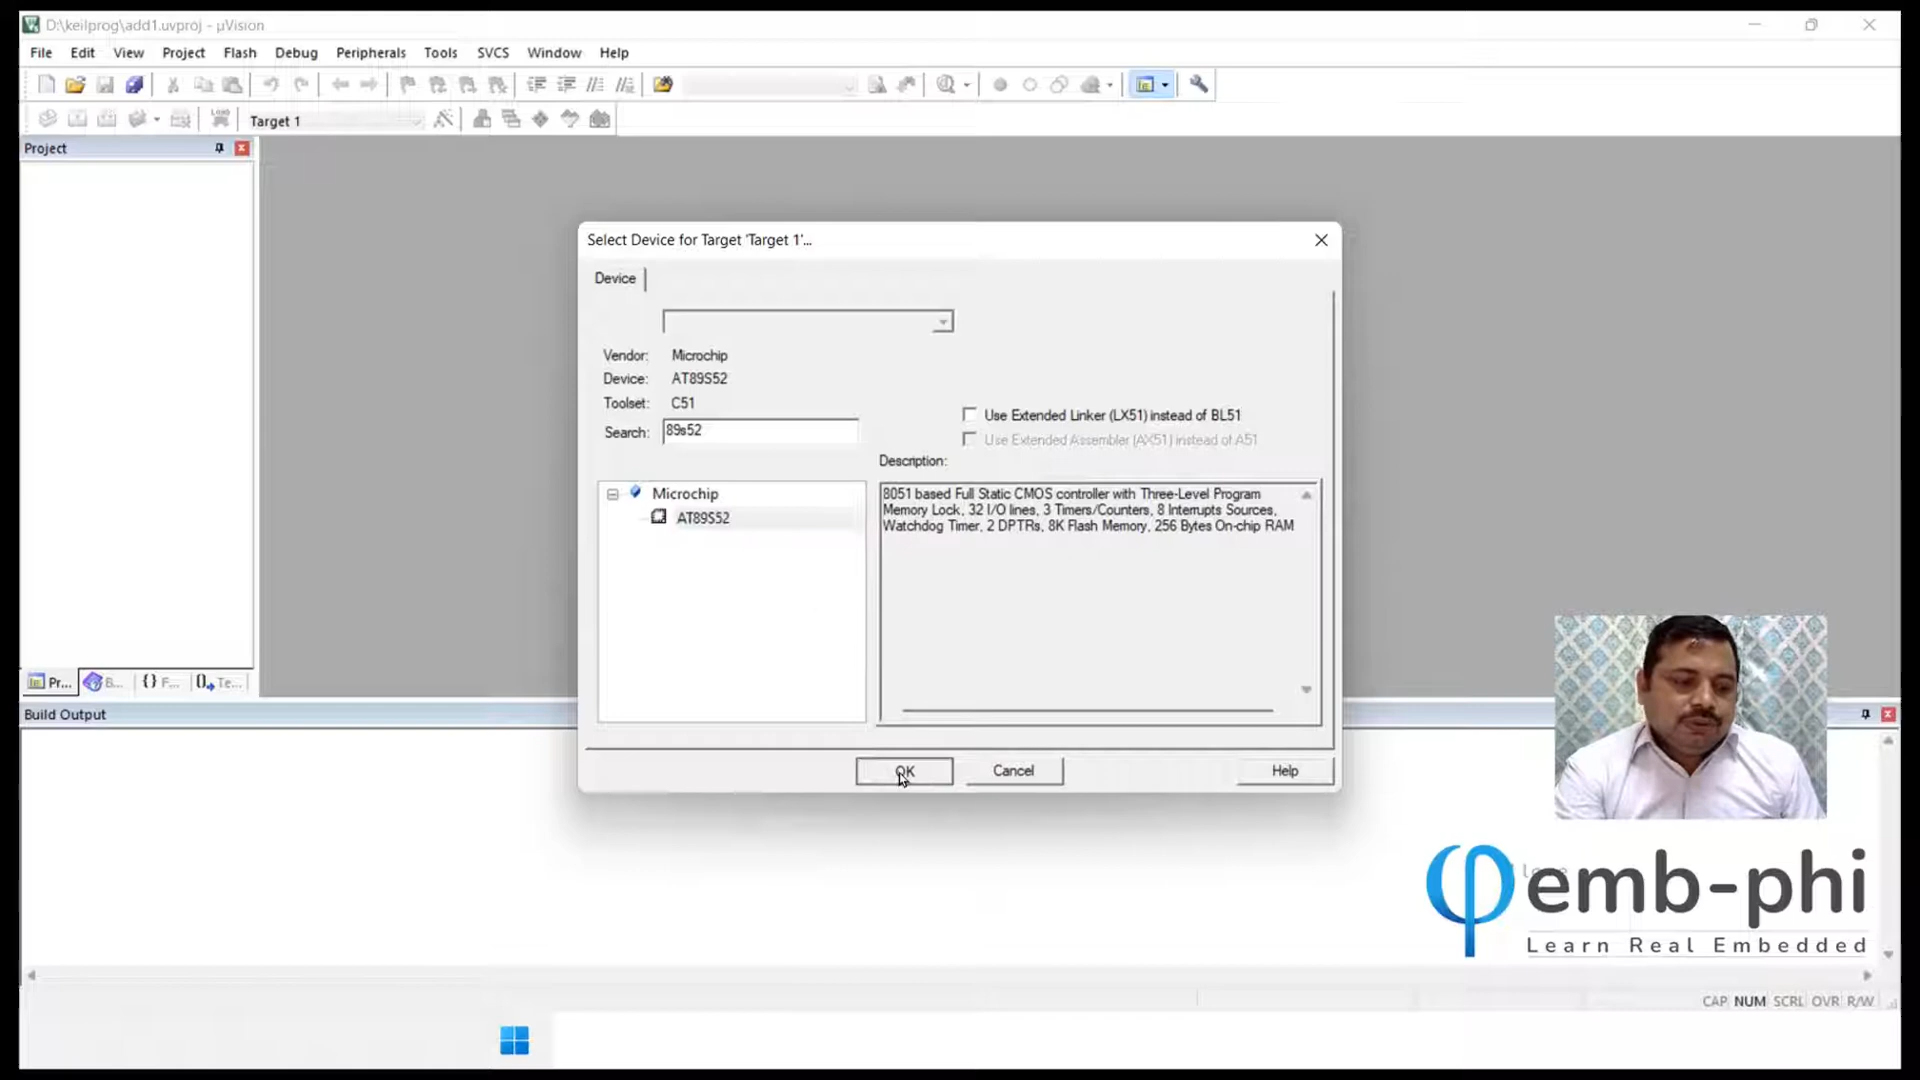 D:\keilprog\add1.uvproj - µVision
File Edit View Project Flash Debug Peripherals Tools SVCS Window Help
LOAD Target 1
Project
Select Device for Target 'Target 1'...
Device
Vendor: Microchip
Device: AT89S52
Toolset: C51
Search: 89s52
Use Extended Linker (LX51) instead of BL51
Use Extended Assembler (AX51) instead of A51
Description:
Microchip
AT89S52
8051 based Full Static CMOS controller with Three-Level Program
Memory Lock, 32 I/O lines, 3 Timers/Counters, 8 Interrupts Sources,
Watchdog Timer, 2 DPTRs, 8K Flash Memory, 256 Bytes On-chip RAM
Pr... B... {} F... Te...
Build Output
OK Cancel Help
φ emb-phi
Learn Real Embedded
CAP NUM SCRL OVR R/W